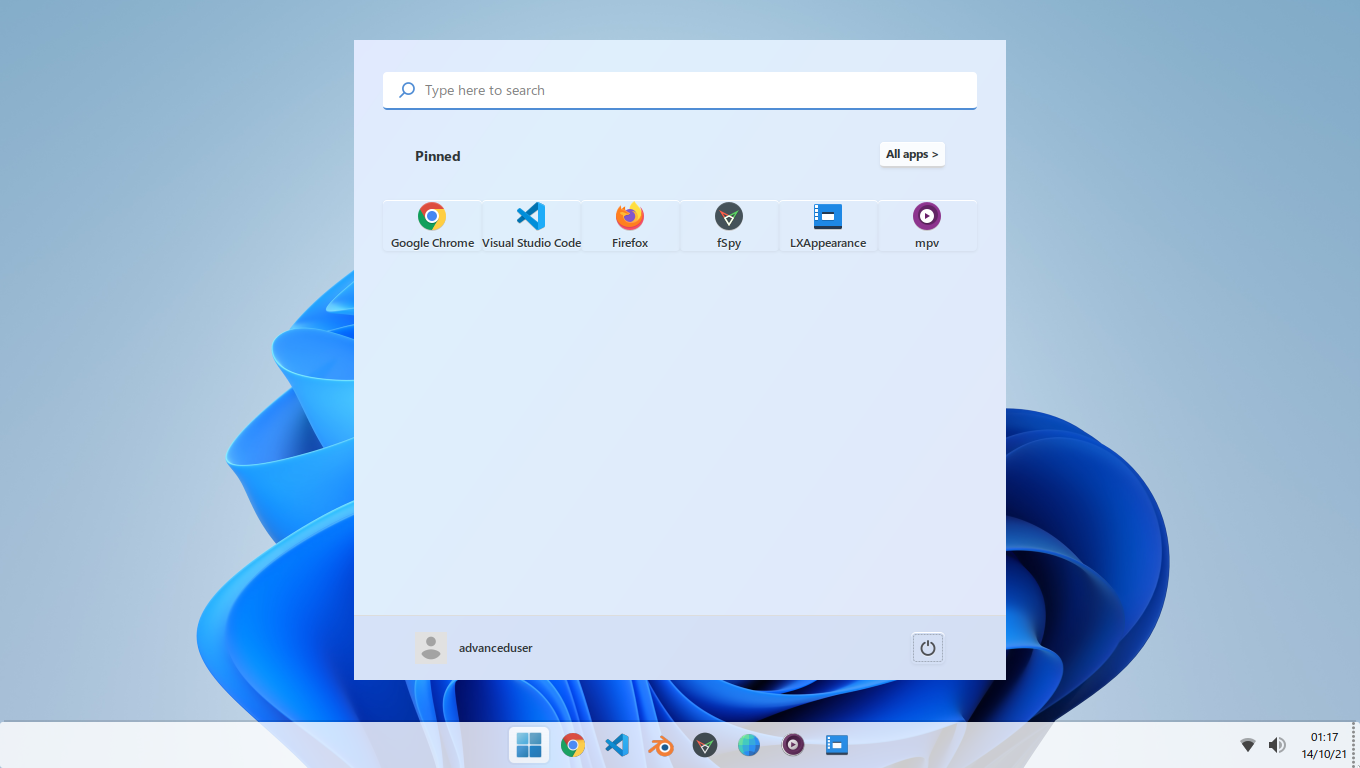 Type here to search
Pinned
All apps >
Google Chrome
Visual Studio Code
Firefox
fSpy
LXAppearance
mpv
advanceduser
01:17
14/10/21